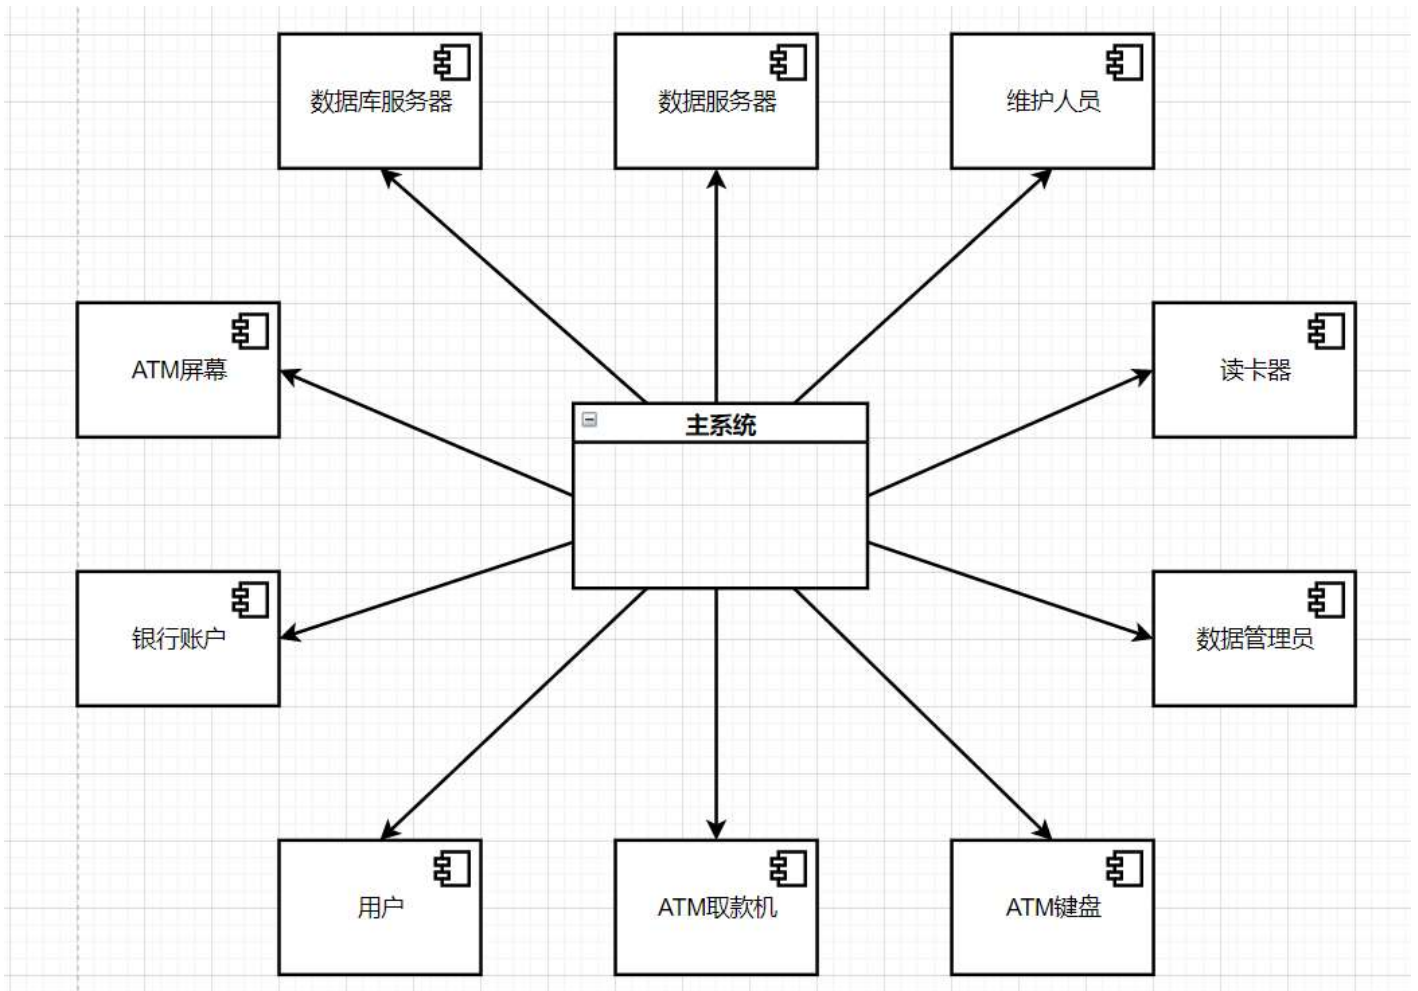 数据库服务器
数据服务器
维护人员
ATM屏幕
读卡器
主系统
银行账户
数据管理员
用户
ATM取款机
ATM键盘